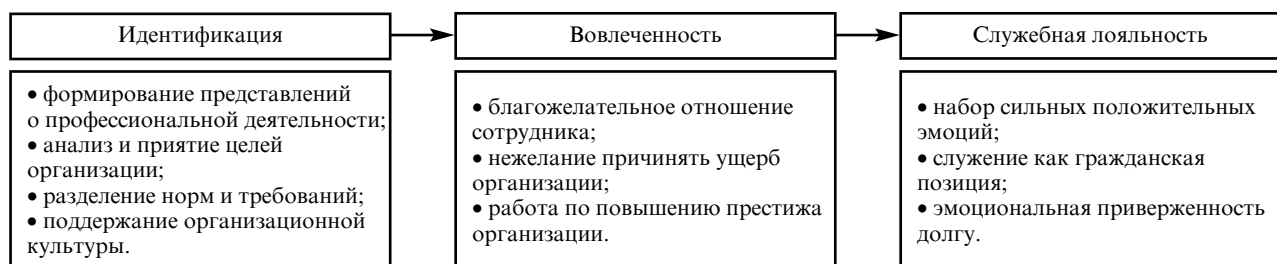 Идентификация
Вовлеченность
Служебная лояльность
• формирование представлений
о профессиональной деятельности;
• анализ и приятие целей
организации;
• разделение норм и требований;
• поддержание организационной
культуры.
• благожелательное отношение
сотрудника;
• нежелание причинять ущерб
организации;
• работа по повышению престижа
организации.
• набор сильных положительных
эмоций;
• служение как гражданская
позиция;
• эмоциональная приверженность
долгу.